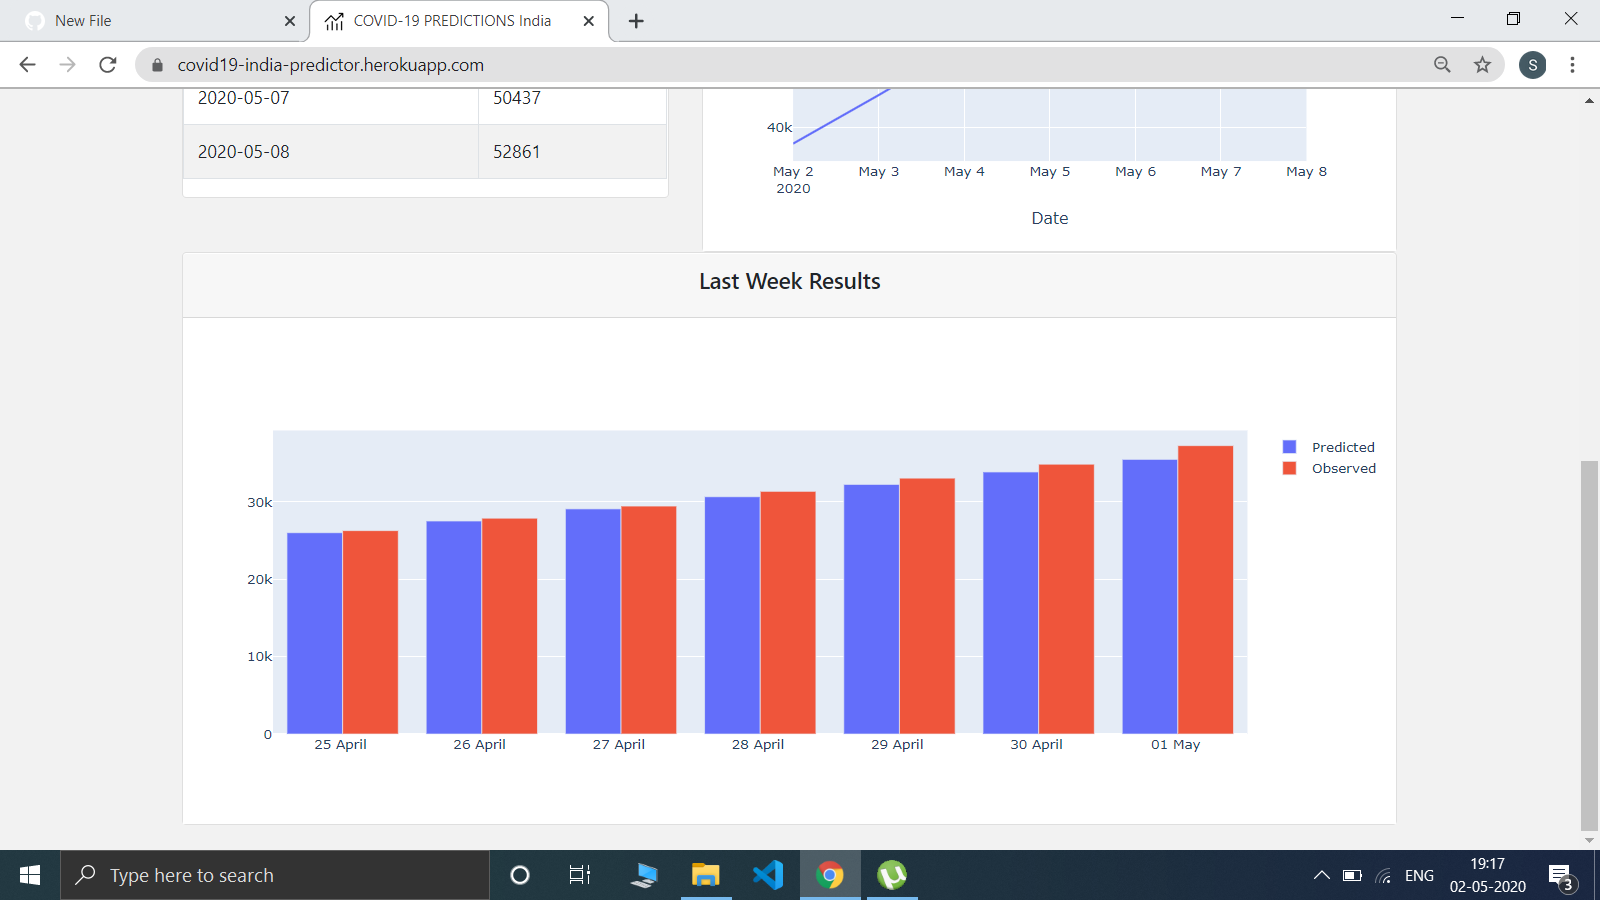 New File
COVID-19 PREDICTIONS India
covid19-india-predictor.herokuapp.com
S
2020-05-07 50437
2020-05-08 52861
40k
May 2 May 3 May 4 May 5 May 6 May 7 May 8
2020
Date
Last Week Results
Predicted
Observed
30k
20k
10k
0
25 April 26 April 27 April 28 April 29 April 30 April 01 May
Type here to search
ENG
19:17
02-05-2020
3